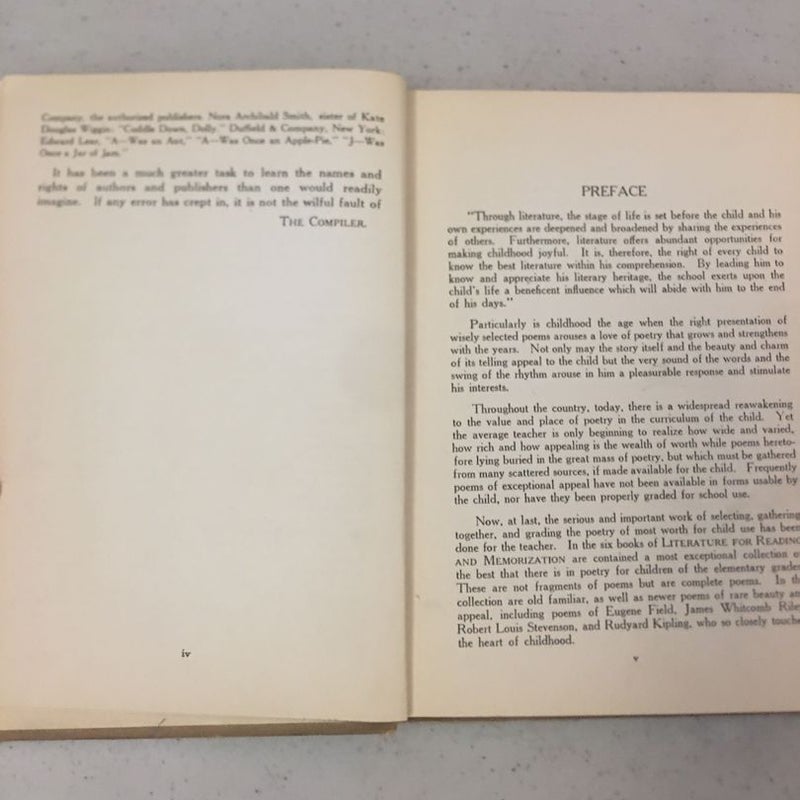 Company, the authorized publishers. Nora Archibald Smith, sister of Kate
Douglas Wiggin: "Cuddle Down, Dolly." Duffield & Company, New York:
Edward Lear, "A—Was an Ant," "A—Was Once an Apple-Pie," "J—Was
Once a Jar of Jam."
It has been a much greater task to learn the names and
rights of authors and publishers than one would readily
imagine. If any error has crept in, it is not the wilful fault of
THE COMPILER.
iv
PREFACE
"Through literature, the stage of life is set before the child and his
own experiences are deepened and broadened by sharing the experiences
of others. Furthermore, literature offers abundant opportunities for
making childhood joyful. It is, therefore, the right of every child to
know the best literature within his comprehension. By leading him to
know and appreciate his literary heritage, the school exerts upon the
child's life a beneficent influence which will abide with him to the end
of his days."
Particularly is childhood the age when the right presentation of
wisely selected poems arouses a love of poetry that grows and strengthens
with the years. Not only may the story itself and the beauty and charm
of its telling appeal to the child but the very sound of the words and the
swing of the rhythm arouse in him a pleasurable response and stimulate
his interests.
Throughout the country, today, there is a widespread reawakening
to the value and place of poetry in the curriculum of the child. Yet
the average teacher is only beginning to realize how wide and varied,
how rich and how appealing is the wealth of worth while poems hereto-
fore lying buried in the great mass of poetry, but which must be gathered
from many scattered sources, if made available for the child. Frequently
poems of exceptional appeal have not been available in forms usable by
the child, nor have they been properly graded for school use.
Now, at last, the serious and important work of selecting, gathering
together, and grading the poetry of most worth for child use has been
done for the teacher. In the six books of LITERATURE FOR READING
AND MEMORIZATION are contained a most exceptional collection of
the best that there is in poetry for children of the elementary grades
These are not fragments of poems but are complete poems. In th
collection are old familiar, as well as newer poems of rare beauty an
appeal, including poems of Eugene Field, James Whitcomb Rile
Robert Louis Stevenson, and Rudyard Kipling, who so closely touche
the heart of childhood.
v